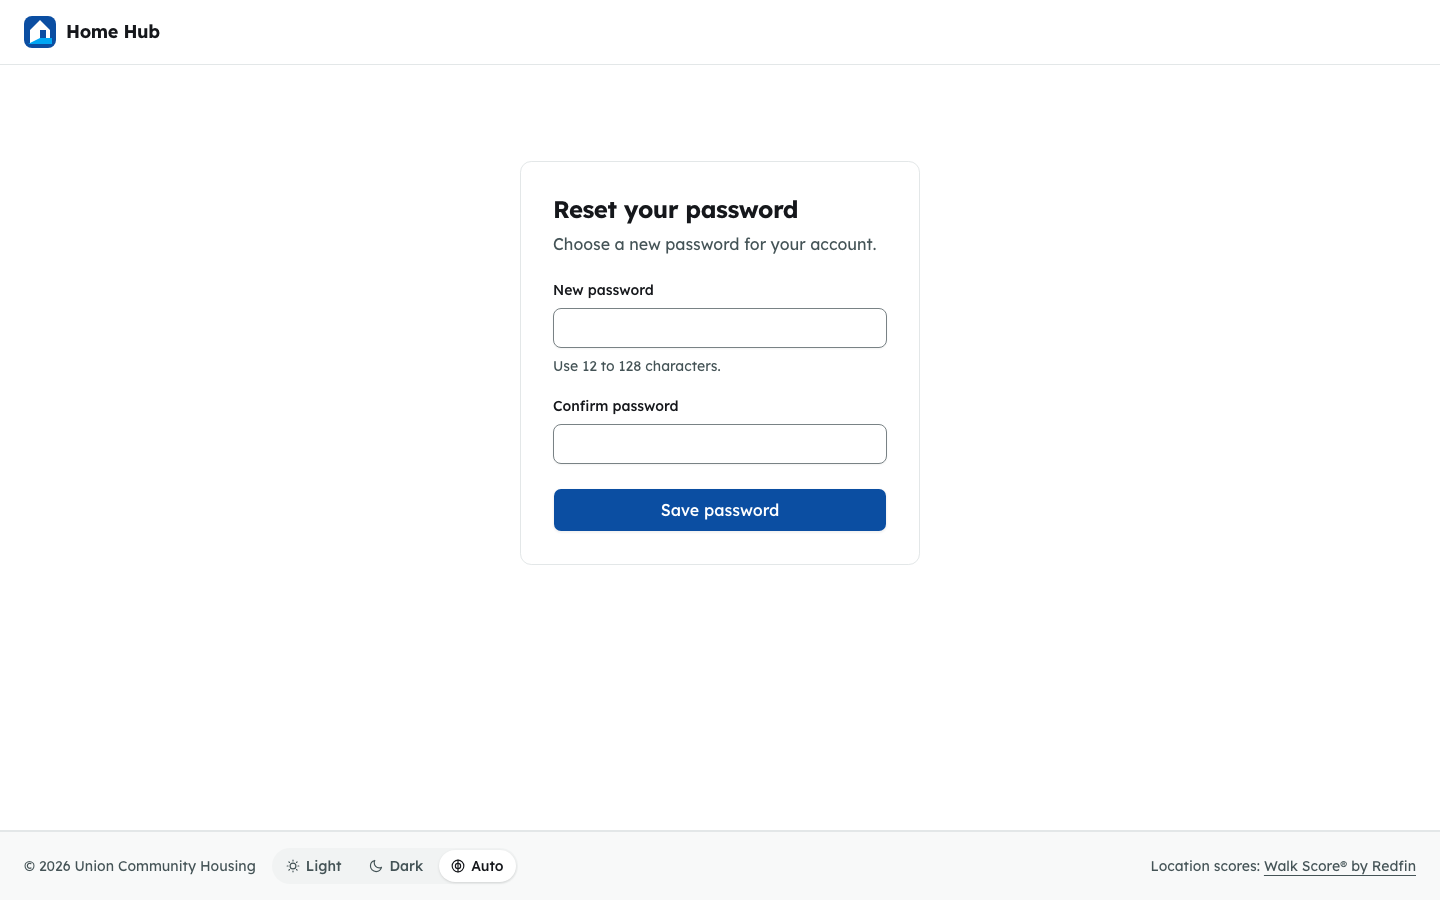 Home Hub
Reset your password
Choose a new password for your account.
New password
Use 12 to 128 characters.
Confirm password
Save password
© 2026 Union Community Housing
Light
Dark
Auto
Location scores: Walk Score® by Redfin